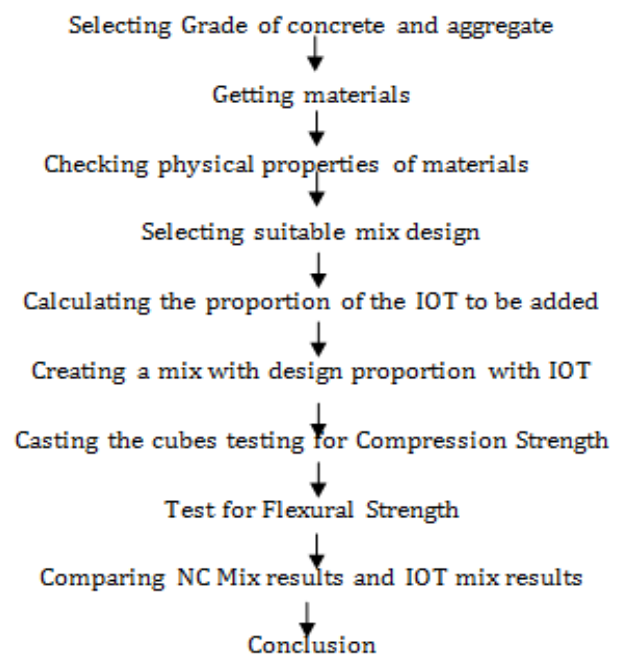 Selecting Grade of concrete and aggregate
Getting materials
Checking physical properties of materials
Selecting suitable mix design
Calculating the proportion of the IOT to be added
Creating a mix with design proportion with IOT
Casting the cubes testing for Compression Strength
Test for Flexural Strength
Comparing NC Mix results and IOT mix results
Conclusion